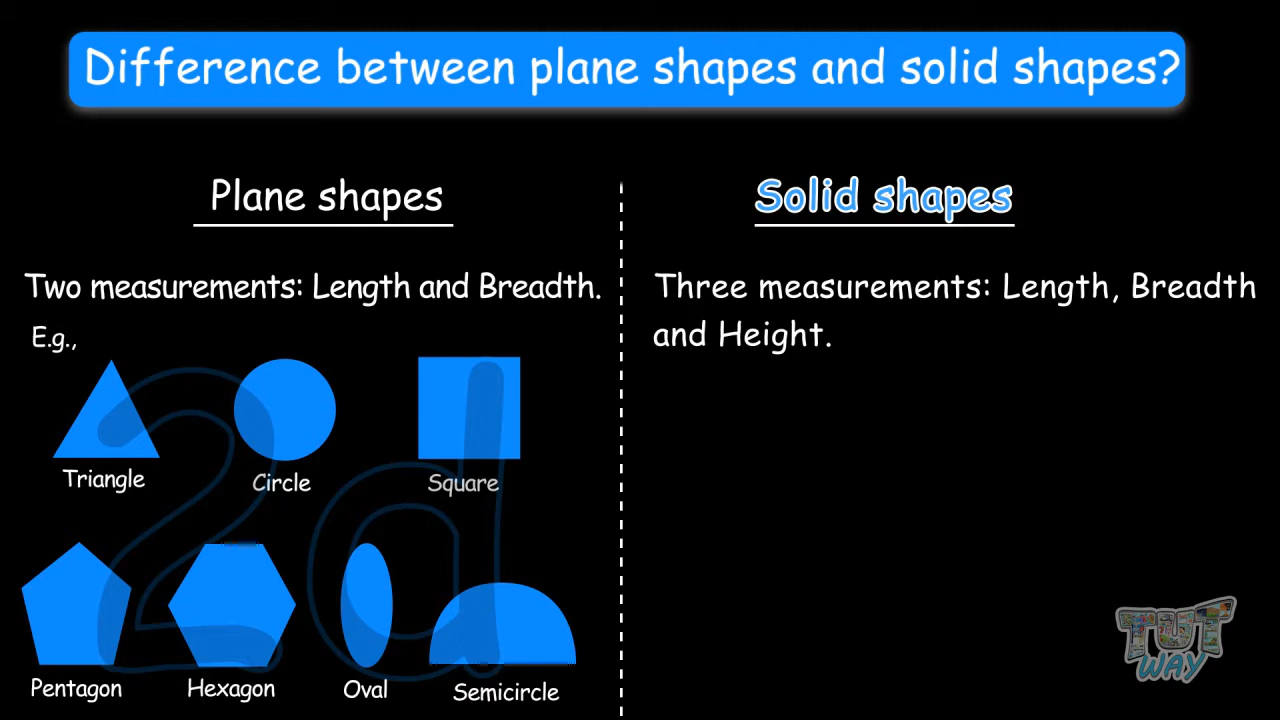 Difference between plane shapes and solid shapes?
Plane shapes
Two measurements: Length and Breadth.
E.g.,
Triangle
Circle
Square
Pentagon
Hexagon
Oval
Semicircle
2d
Solid shapes
Three measurements: Length, Breadth
and Height.
TUT
WAY